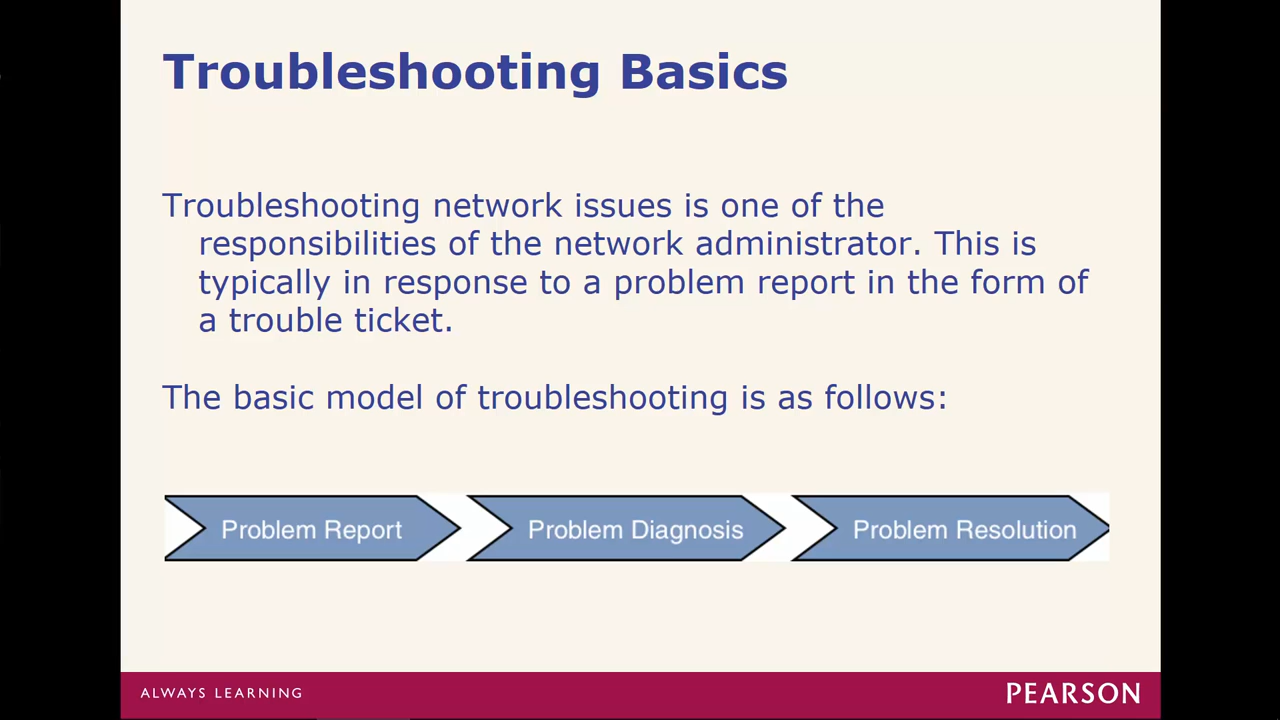 Troubleshooting Basics
Troubleshooting network issues is one of the
responsibilities of the network administrator. This is
typically in response to a problem report in the form of
a trouble ticket.
The basic model of troubleshooting is as follows:
Problem Report
Problem Diagnosis
Problem Resolution
ALWAYS LEARNING
PEARSON